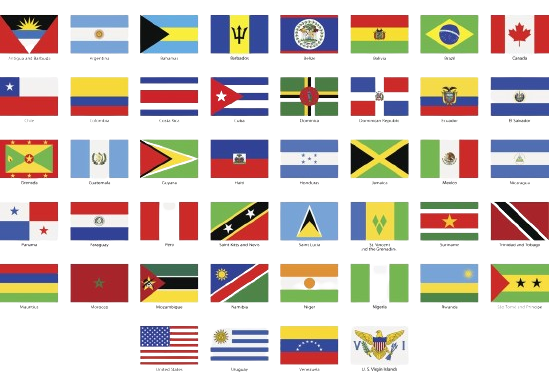 Antigua and Barbuda Argentina Bahamas Barbados Belize Bolivia Brazil Canada
Chile Colombia Costa Rica Cuba Dominica Dominican Republic Ecuador El Salvador
Grenada Guatemala Guyana Haiti Honduras Jamaica Mexico Nicaragua
Panama Paraguay Peru Saint Kitts and Nevis Saint Lucia St. Vincent Suriname Trinidad and Tobago
and the Grenadines
Mauritius Morocco Mozambique Namibia Niger Nigeria Rwanda Sao Tome and Principe
United States Uruguay Venezuela U. S. Virgin Islands
V I